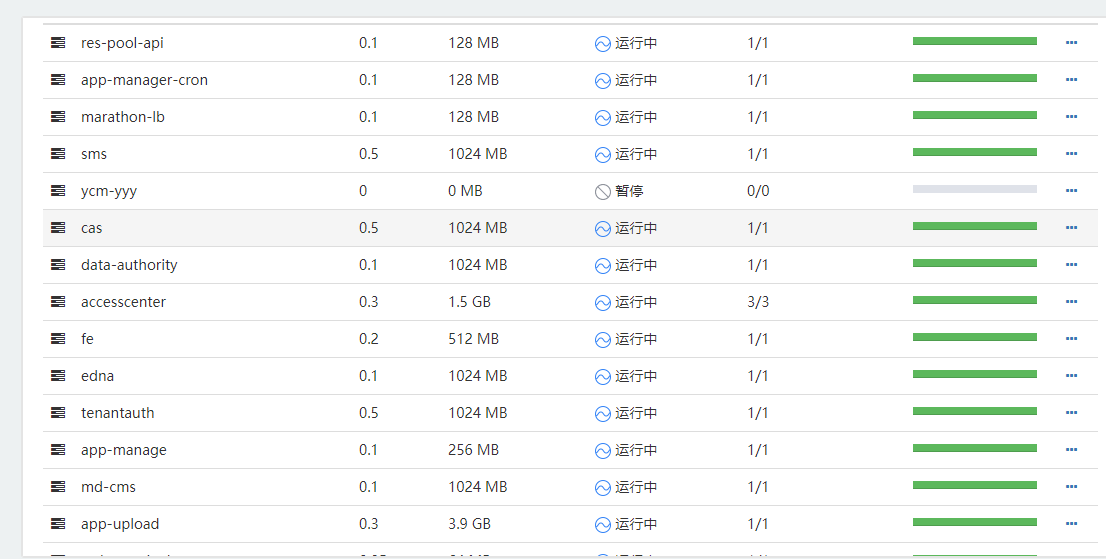 res-pool-api 0.1 128 MB 运行中 1/1
app-manager-cron 0.1 128 MB 运行中 1/1
marathon-lb 0.1 128 MB 运行中 1/1
sms 0.5 1024 MB 运行中 1/1
ycm-yyy 0 0 MB 暂停 0/0
cas 0.5 1024 MB 运行中 1/1
data-authority 0.1 1024 MB 运行中 1/1
accesscenter 0.3 1.5 GB 运行中 3/3
fe 0.2 512 MB 运行中 1/1
edna 0.1 1024 MB 运行中 1/1
tenantauth 0.5 1024 MB 运行中 1/1
app-manage 0.1 256 MB 运行中 1/1
md-cms 0.1 1024 MB 运行中 1/1
app-upload 0.3 3.9 GB 运行中 1/1